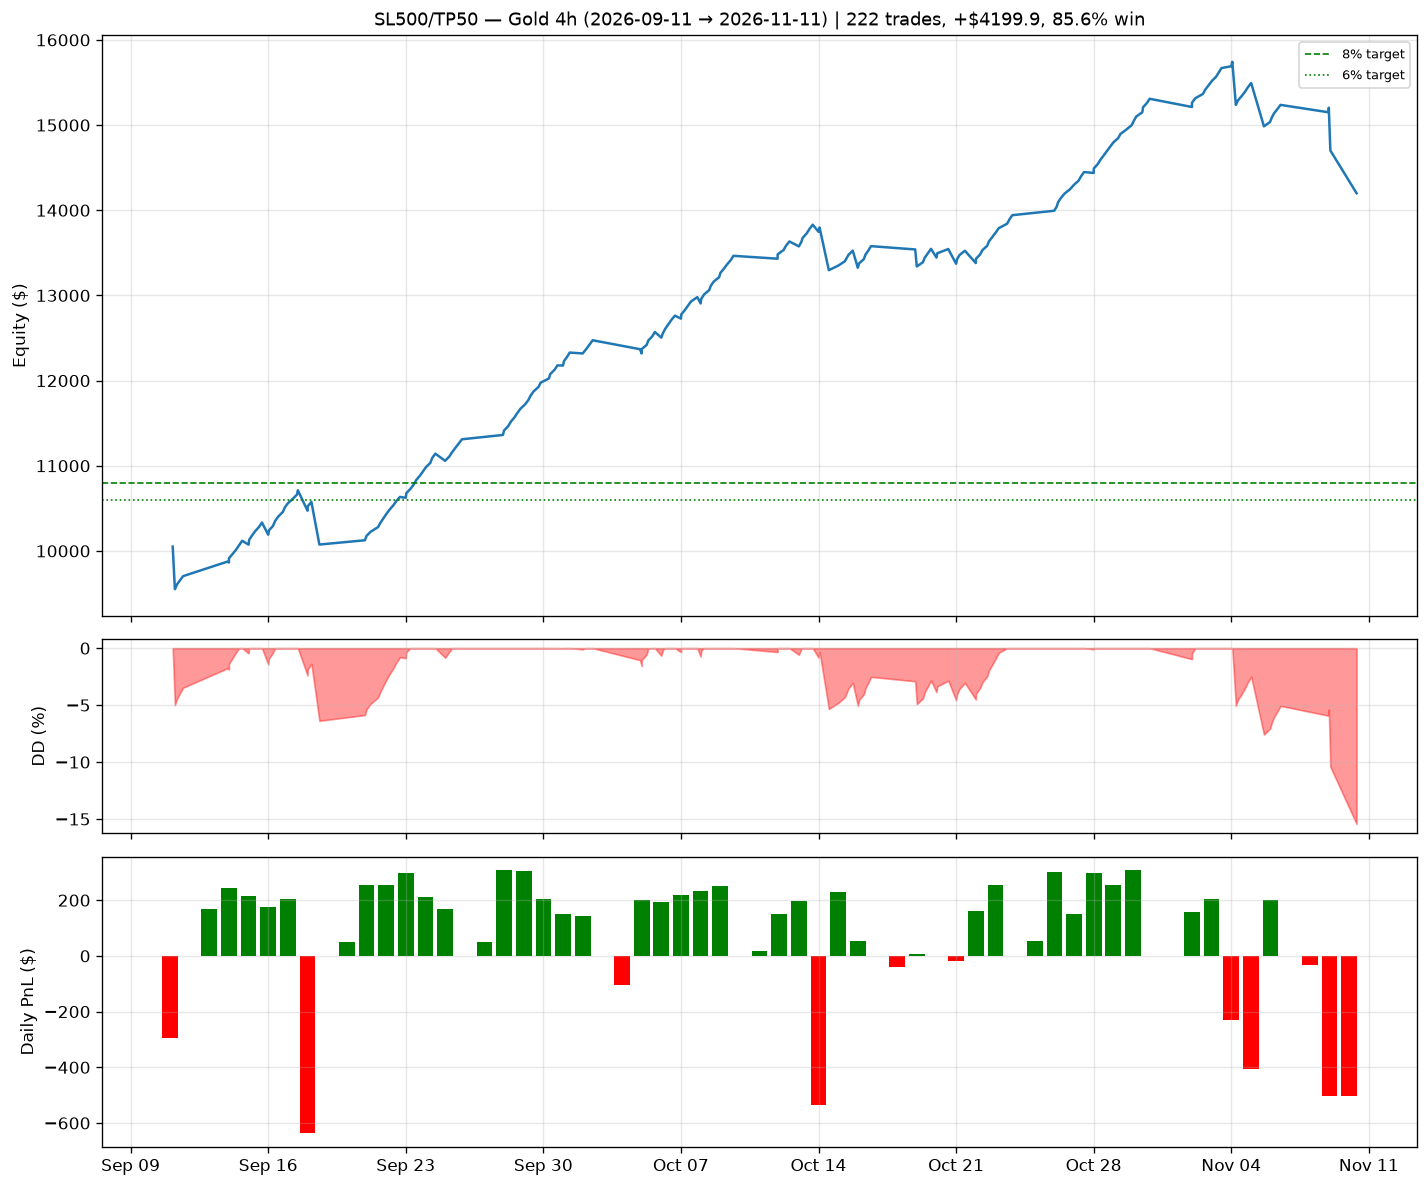 SL500/TP50 — Gold 4h (2026-09-11 → 2026-11-11) | 222 trades, +$4199.9, 85.6% win
8% target
6% target
Equity ($)
16000
15000
14000
13000
12000
11000
10000
DD (%)
0
−5
−10
−15
Daily PnL ($)
200
0
−200
−400
−600
Sep 09 Sep 16 Sep 23 Sep 30 Oct 07 Oct 14 Oct 21 Oct 28 Nov 04 Nov 11